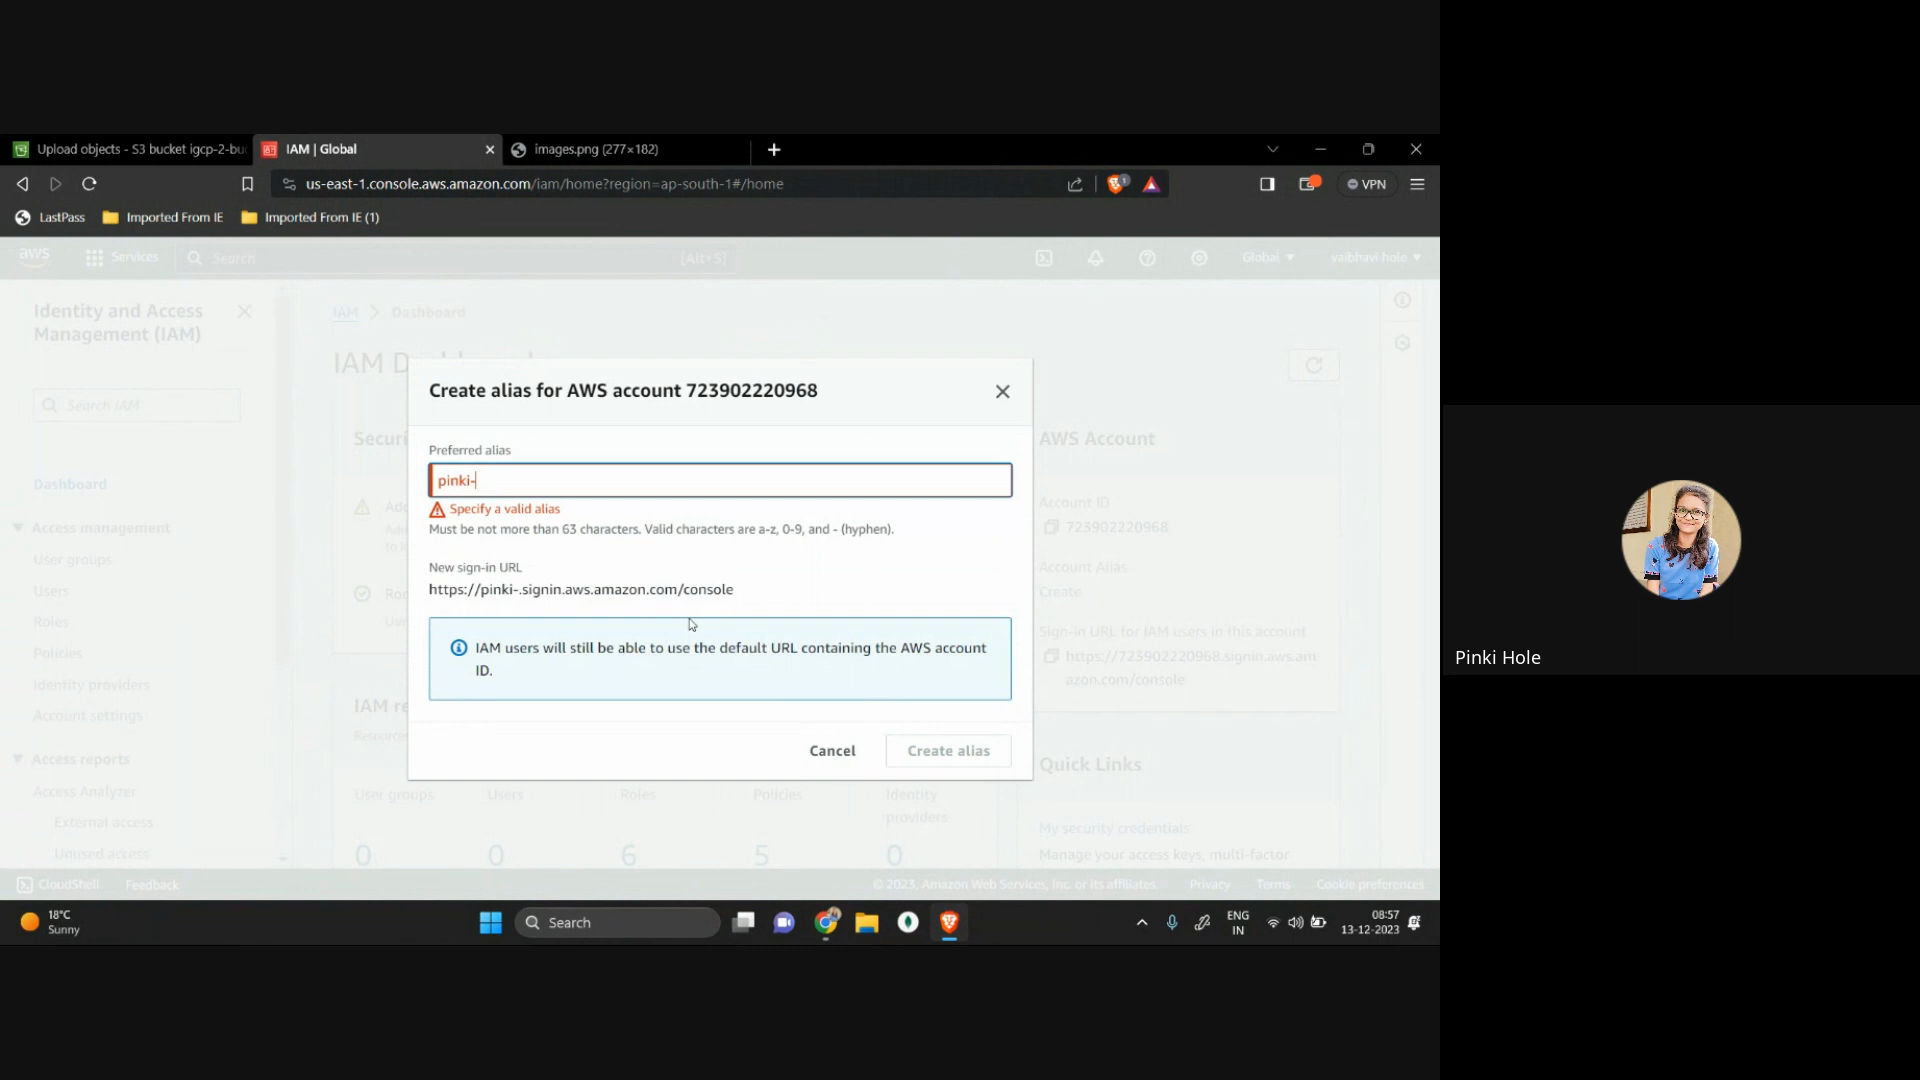 Upload objects - S3 bucket igcp-2-bu
IAM | Global
images.png (277×182)
us-east-1.console.aws.amazon.com/iam/home?region=ap-south-1#/home
VPN
LastPass
Imported From IE
Imported From IE (1)
aws
Services
Search
[Alt+S]
Global
vaibhavi hole
Identity and Access
Management (IAM)
Search IAM
Dashboard
Access management
User groups
Users
Roles
Policies
Identity providers
Account settings
Access reports
Access Analyzer
External access
Unused access
IAM
Dashboard
IAM D
Securi
Create alias for AWS account 723902220968
Preferred alias
pinki-
Specify a valid alias
Must be not more than 63 characters. Valid characters are a-z, 0-9, and - (hyphen).
New sign-in URL
https://pinki-.signin.aws.amazon.com/console
IAM users will still be able to use the default URL containing the AWS account
ID.
Cancel
Create alias
IAM re
Resources
User groups
Users
Roles
Policies
Identity
providers
0
0
6
5
0
AWS Account
Account ID
723902220968
Account Alias
Create
Sign-in URL for IAM users in this account
https://723902220968.signin.aws.am
azon.com/console
Quick Links
My security credentials
Manage your access keys, multi-factor
CloudShell
Feedback
© 2023, Amazon Web Services, Inc. or its affiliates.
Privacy
Terms
Cookie preferences
18°C
Sunny
Search
ENG
IN
08:57
13-12-2023
Pinki Hole